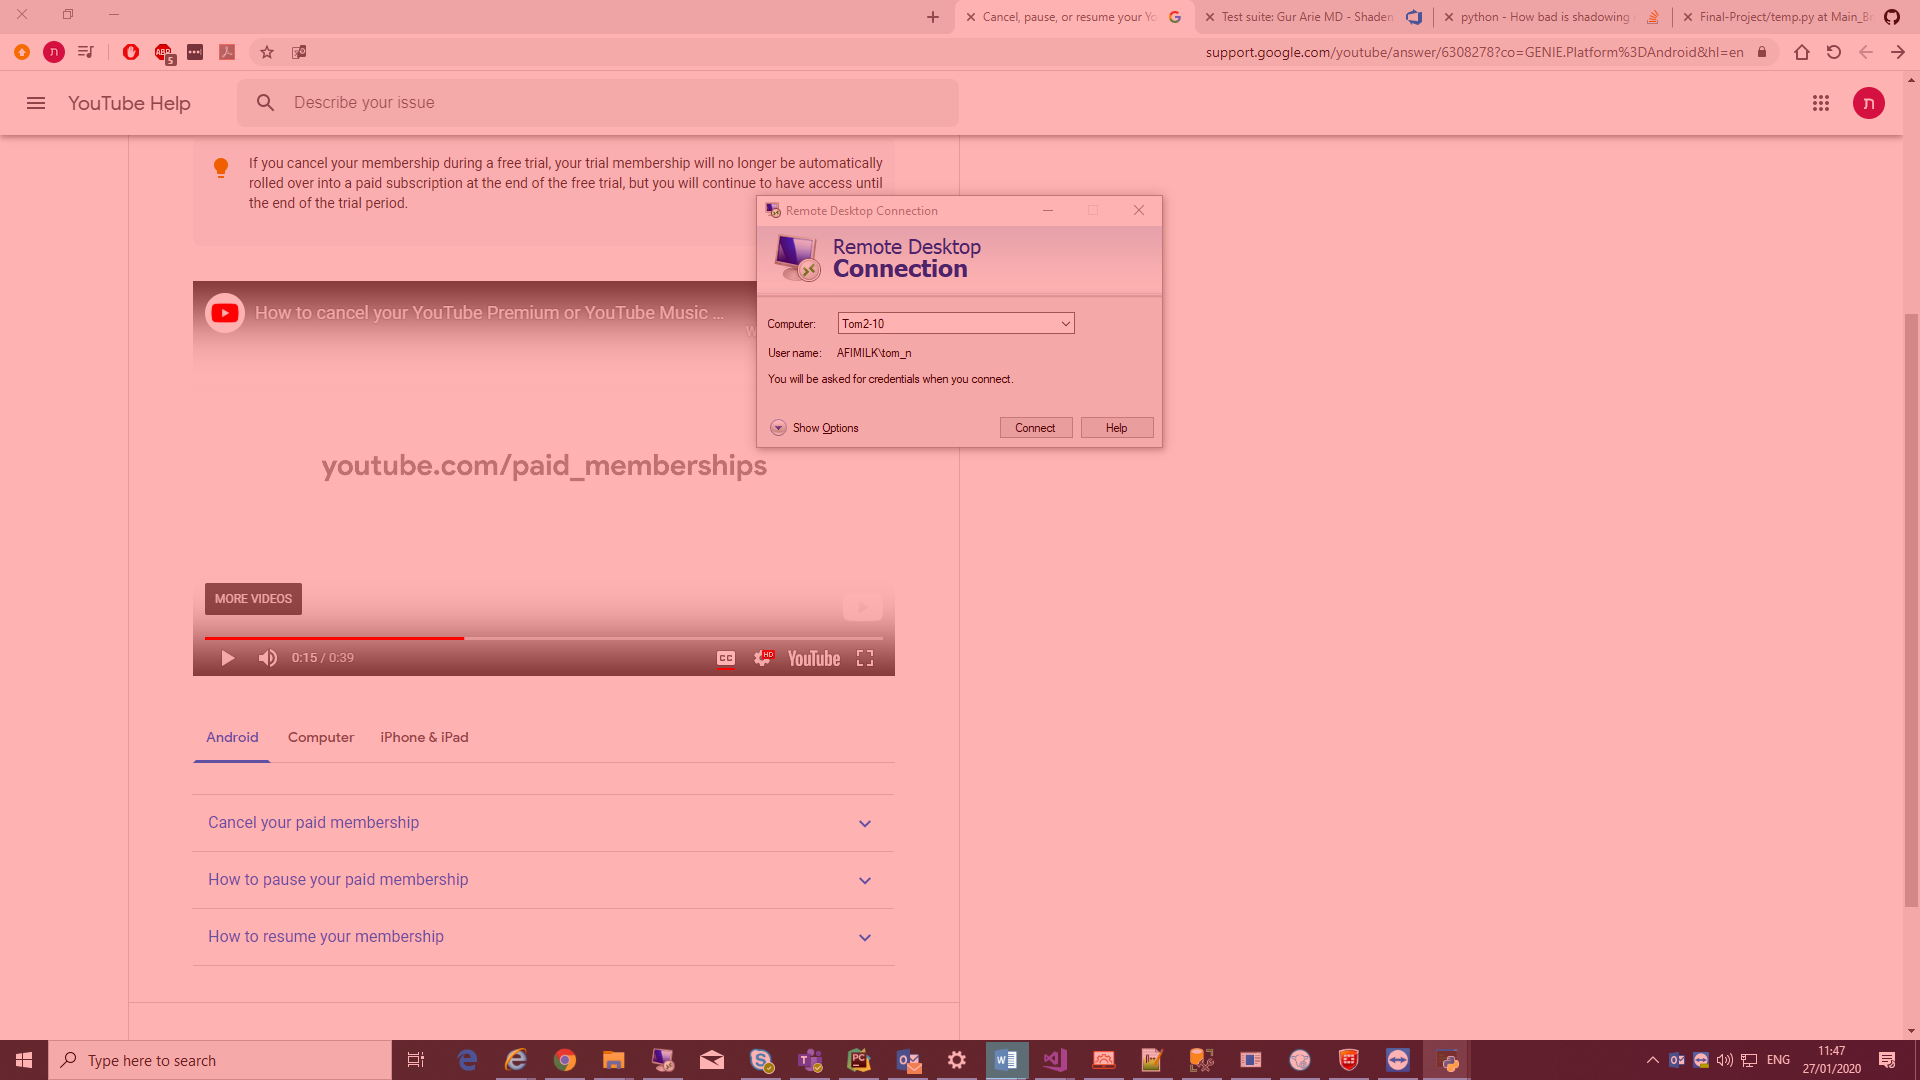 Cancel, pause, or resume your Yo
Test suite: Gur Arie MD - Shaden
python - How bad is shadowing
Final-Project/temp.py at Main_Br
ת
ABP
5
support.google.com/youtube/answer/6308278?co=GENIE.Platform%3DAndroid&hl=en
YouTube Help
Describe your issue
ת
If you cancel your membership during a free trial, your trial membership will no longer be automatically
rolled over into a paid subscription at the end of the free trial, but you will continue to have access until
the end of the trial period.
How to cancel your YouTube Premium or YouTube Music ...
youtube.com/paid_memberships
MORE VIDEOS
0:15 / 0:39
CC
HD
YouTube
Remote Desktop Connection
Remote Desktop
Connection
Computer:
Tom2-10
User name:
AFIMILK\tom_n
You will be asked for credentials when you connect.
Show Options
Connect
Help
Android
Computer
iPhone & iPad
Cancel your paid membership
How to pause your paid membership
How to resume your membership
Type here to search
ENG
11:47
27/01/2020